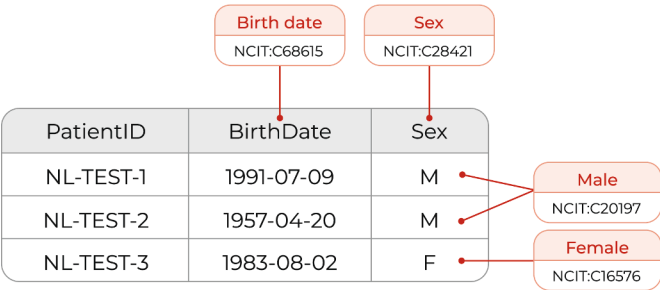 Birth date
NCIT:C68615
Sex
NCIT:C28421
PatientID BirthDate Sex
NL-TEST-1 1991-07-09 M
NL-TEST-2 1957-04-20 M
NL-TEST-3 1983-08-02 F
Male
NCIT:C20197
Female
NCIT:C16576